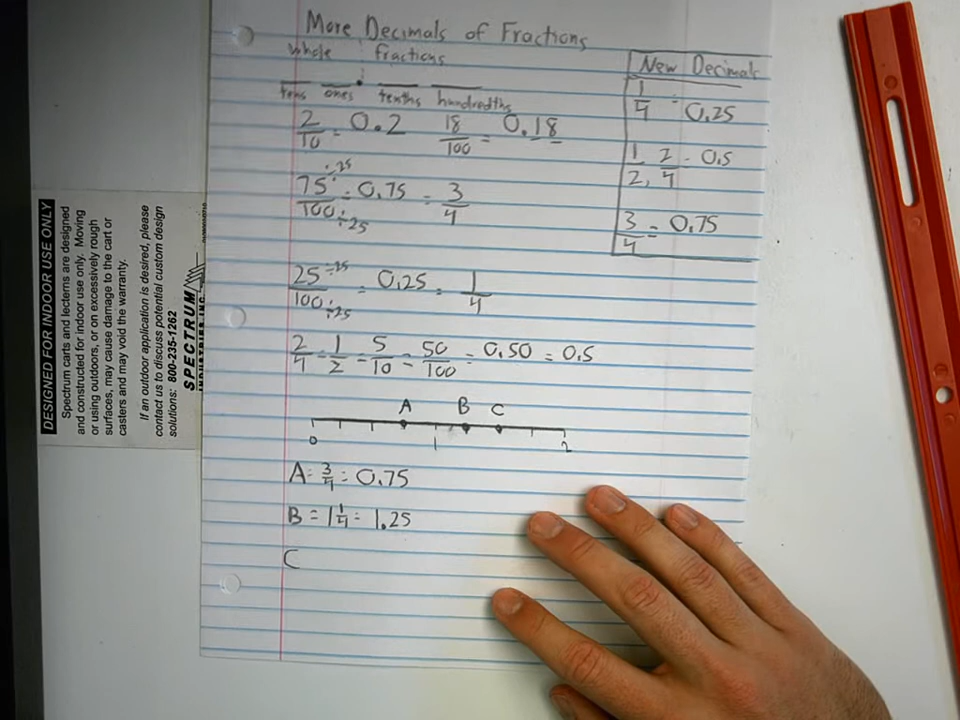 More Decimals of Fractions
whole fractions
tens ones tenths hundredths
2/10 = 0.2 18/100 = 0.18
75÷25/100÷25 = 0.75 = 3/4
25÷25/100÷25 = 0.25 = 1/4
2/4 = 1/2 = 5/10 = 50/100 = 0.50 = 0.5
A B C
0 1 2
A = 3/4 = 0.75
B = 1 1/4 = 1.25
C
New Decimals
1/4 = 0.25
1/2, 2/4 = 0.5
3/4 = 0.75
DESIGNED FOR INDOOR USE ONLY
Spectrum carts and lecterns are designed
and constructed for indoor use only. Moving
or using outdoors, or on excessively rough
surfaces, may cause damage to the cart or
casters and may void the warranty.
If an outdoor application is desired, please
contact us to discuss potential custom design
solutions: 800-235-1262
SPECTRUM
INDUSTRIES INC.